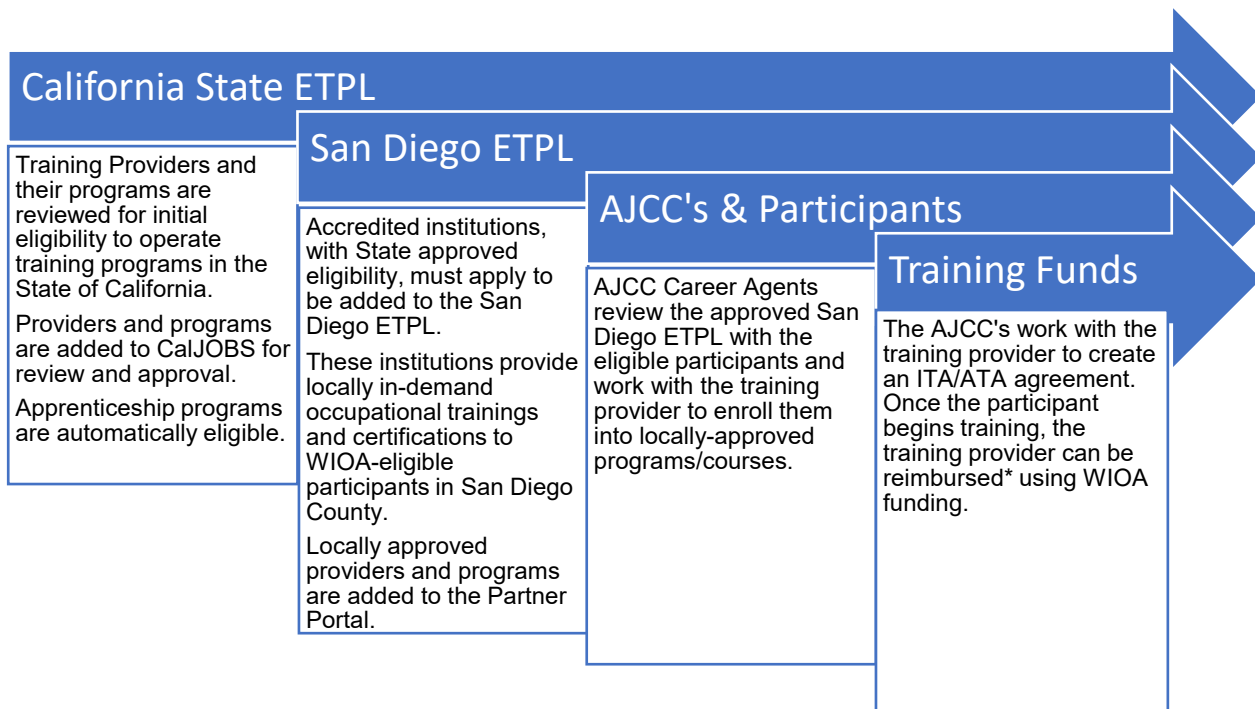 California State ETPL
Training Providers and
their programs are
reviewed for initial
eligibility to operate
training programs in the
State of California.
Providers and programs
are added to CalJOBS for
review and approval.
Apprenticeship programs
are automatically eligible.
San Diego ETPL
Accredited institutions,
with State approved
eligibility, must apply to
be added to the San
Diego ETPL.
These institutions provide
locally in-demand
occupational trainings
and certifications to
WIOA-eligible
participants in San Diego
County.
Locally approved
providers and programs
are added to the Partner
Portal.
AJCC's & Participants
AJCC Career Agents
review the approved San
Diego ETPL with the
eligible participants and
work with the training
provider to enroll them
into locally-approved
programs/courses.
Training Funds
The AJCC's work with the
training provider to create
an ITA/ATA agreement.
Once the participant
begins training, the
training provider can be
reimbursed* using WIOA
funding.